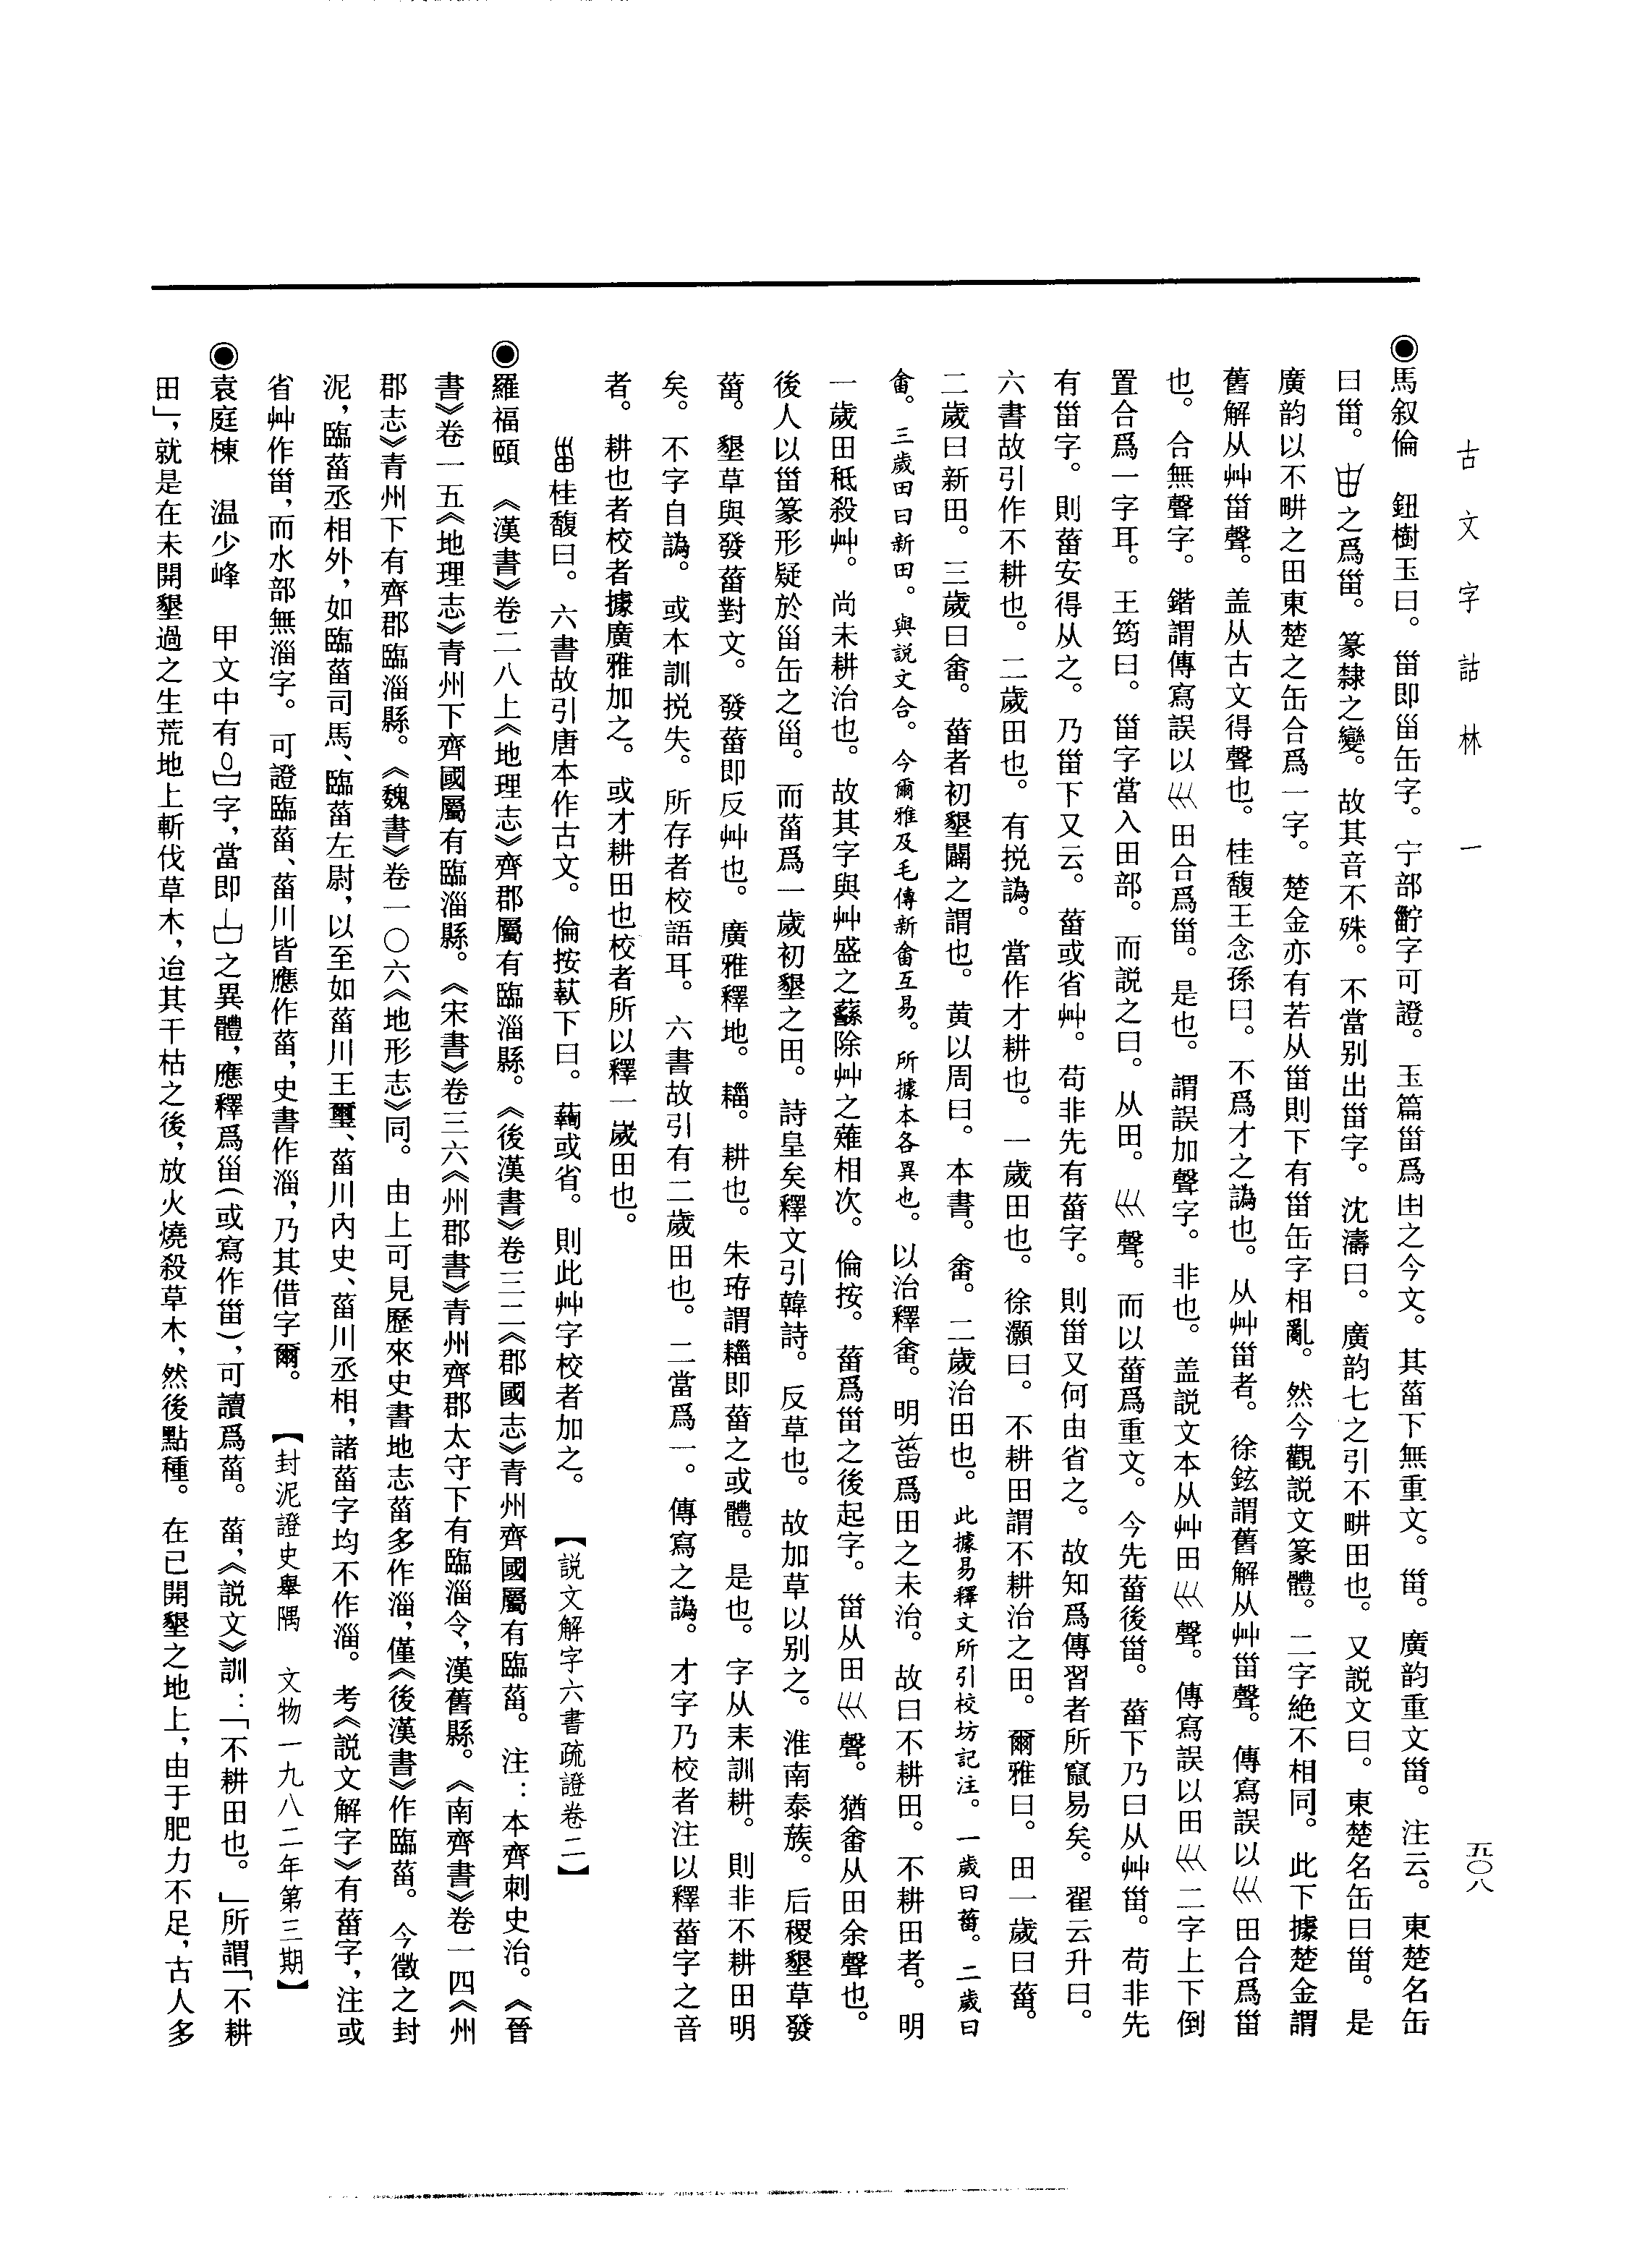 古文字詁林 一
五〇八
◉馬叙倫 鈕樹玉曰。甾即甾缶字。宁部𤮺字可證。玉篇甾爲甶之今文。其葘下無重文。甾。廣韵重文甾。注云。東楚名缶
曰甾。之爲甾。篆隸之變。故其音不殊。不當别出甾字。沈濤曰。廣韵七之引不畊田也。又説文曰。東楚名缶曰甾。是
廣韵以不畊之田東楚之缶合爲一字。楚金亦有若从甾則下有甾缶字相亂。然今觀説文篆體。二字絶不相同。此下據楚金謂
舊解从艸甾聲。盖从古文得聲也。桂馥王念孫曰。不爲才之譌也。从艸甾者。徐鉉謂舊解从艸甾聲。傳寫誤以巛田合爲甾
也。合無聲字。鍇謂傳寫誤以巛田合爲甾。是也。謂誤加聲字。非也。盖説文本从艸田巛聲。傳寫誤以田巛二字上下倒
置合爲一字耳。王筠曰。甾字當入田部。而説之曰。从田。巛聲。而以葘爲重文。今先葘後甾。葘下乃曰从艸甾。苟非先
有甾字。則葘安得从之。乃甾下又云。葘或省艸。苟非先有葘字。則甾又何由省之。故知爲傳習者所竄易矣。翟云升曰。
六書故引作不耕也。二歲田也。有挩譌。當作才耕也。一歲田也。徐灝曰。不耕田謂不耕治之田。爾雅曰。田一歲曰葘。
二歲曰新田。三歲曰畬。葘者初墾闢之謂也。黄以周曰。本書。畬。二歲治田也。此據易釋文所引校坊記注。一歲曰葘。二歲曰
畬。三歲田曰新田。與説文合。今爾雅及毛傳新畬互易。所據本各異也。以治釋畬。明葘爲田之未治。故曰不耕田。不耕田者。明
一歲田秪殺艸。尚未耕治也。故其字與艸盛之蘨除艸之薙相次。倫按。葘爲甾之後起字。甾从田巛聲。猶畬从田余聲也。
後人以甾篆形疑於甾缶之甾。而葘爲一歲初墾之田。詩皇矣釋文引韓詩。反草也。故加草以别之。淮南泰族。后稷墾草發
葘。墾草與發葘對文。發葘即反艸也。廣雅釋地。䎩。耕也。朱珔謂䎩即葘之或體。是也。字从耒訓耕。則非不耕田明
矣。不字自譌。或本訓挩失。所存者校語耳。六書故引有二歲田也。二當爲一。傳寫之譌。才字乃校者注以釋葘字之音
者。耕也者校者據廣雅加之。或才耕田也校者所以釋一歲田也。
桂馥曰。六書故引唐本作古文。倫按蓻下曰。蘜或省。則此艸字校者加之。【説文解字六書疏證卷二】
◉羅福頤 《漢書》卷二八上《地理志》齊郡屬有臨淄縣。《後漢書》卷三二《郡國志》青州齊國屬有臨葘。注：本齊刺史治。《晉
書》卷一五《地理志》青州下齊國屬有臨淄縣。《宋書》卷三六《州郡書》青州齊郡太守下有臨淄令，漢舊縣。《南齊書》卷一四《州
郡志》青州下有齊郡臨淄縣。《魏書》卷一〇六《地形志》同。由上可見歷來史書地志葘多作淄，僅《後漢書》作臨葘。今徵之封
泥，臨葘丞相外，如臨葘司馬、臨葘左尉，以至如葘川王璽、葘川内史、葘川丞相，諸葘字均不作淄。考《説文解字》有葘字，注或
省艸作甾，而水部無淄字。可證臨葘、葘川皆應作葘，史書作淄，乃其借字爾。【封泥證史舉隅 文物一九八二年第三期】
◉袁庭棟 温少峰 甲文中有字，當即之異體，應釋爲甾（或寫作甾），可讀爲葘。葘，《説文》訓：「不耕田也。」所謂「不耕
田」，就是在未開墾過之生荒地上斬伐草木，迨其干枯之後，放火燒殺草木，然後點種。在已開墾之地上，由于肥力不足，古人多